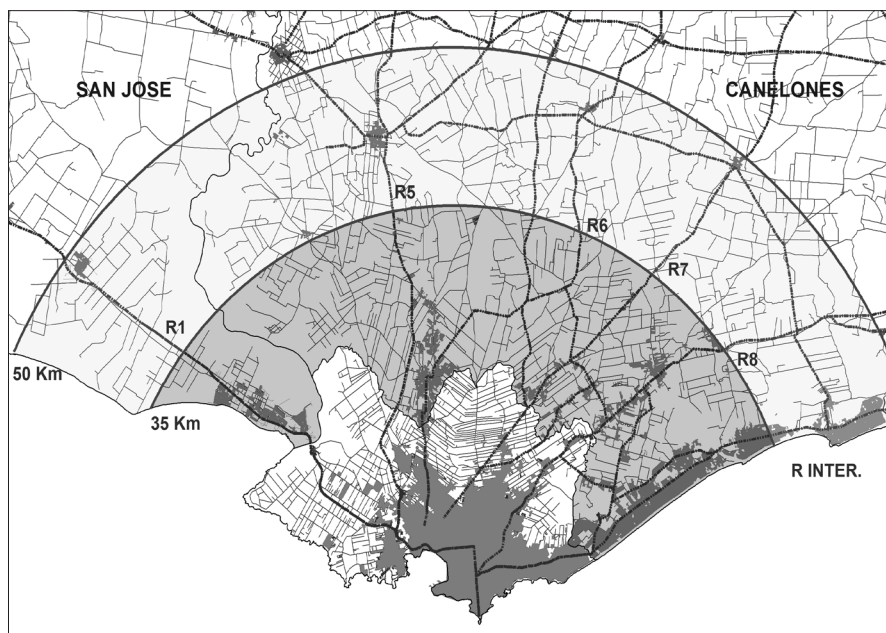 SAN JOSE
CANELONES
R5
R6
R7
R1
R8
50 Km
35 Km
R INTER.